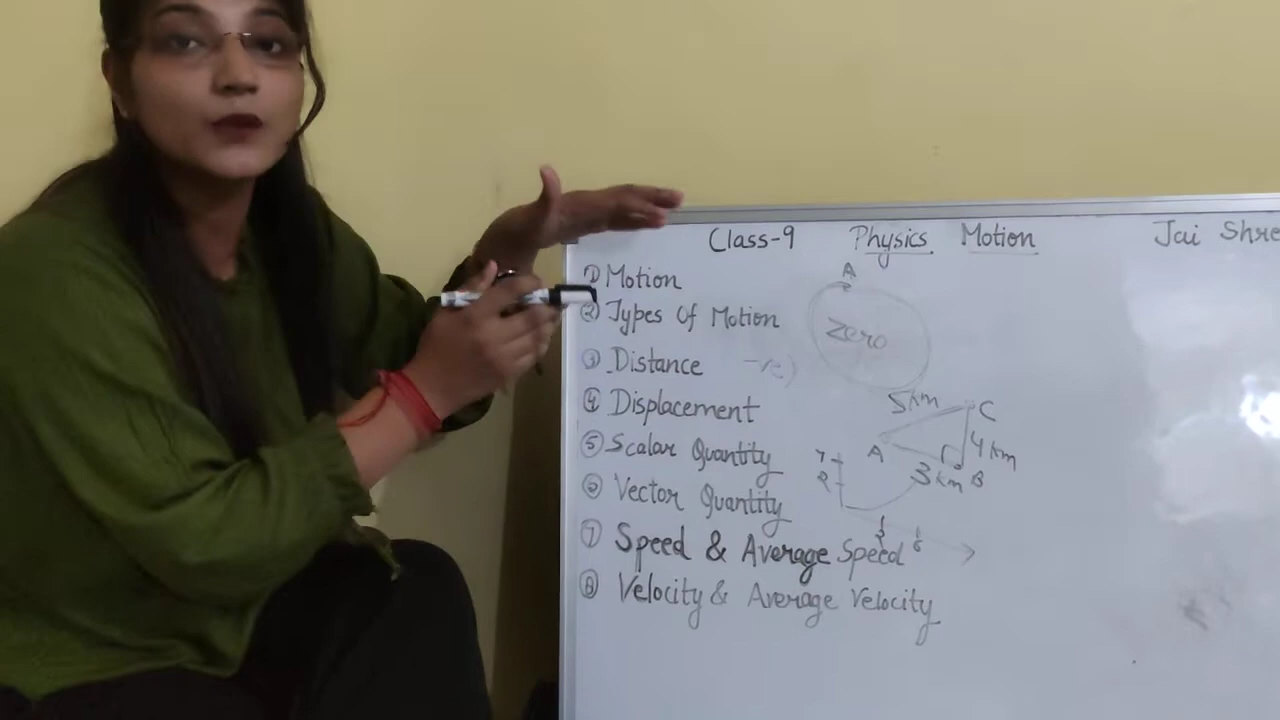 Class-9 Physics Motion Jai Shre
① Motion
② Types Of Motion
③ Distance
④ Displacement
⑤ Scalar Quantity
⑥ Vector Quantity
⑦ Speed & Average Speed
⑧ Velocity & Average Velocity
A
Zero
5 km
C
A
4 km
3 km B